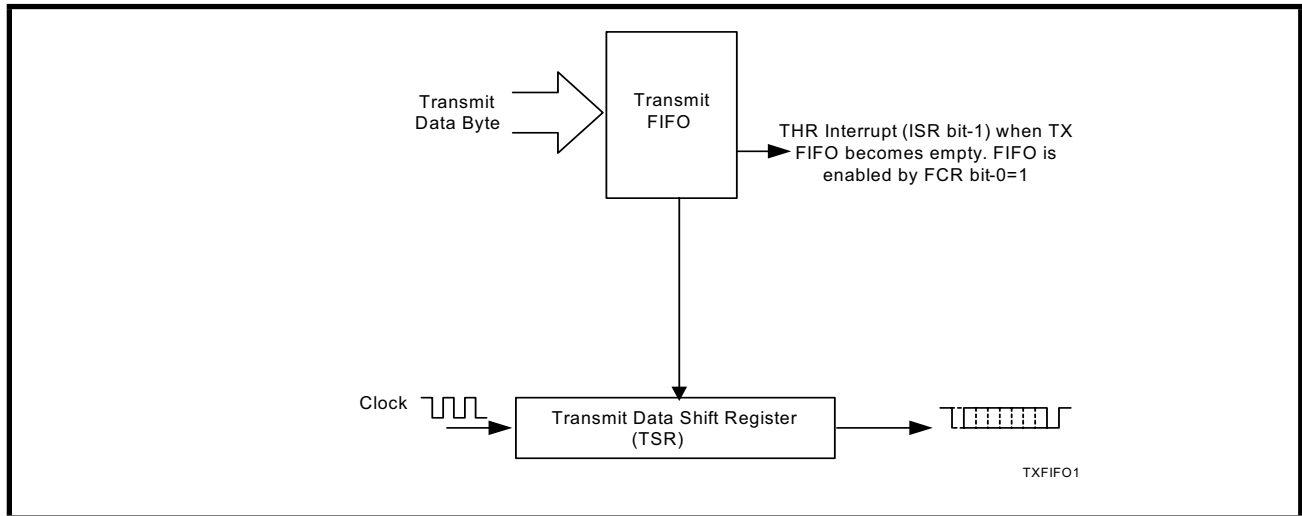 Transmit
Data Byte
Transmit
FIFO
THR Interrupt (ISR bit-1) when TX
FIFO becomes empty. FIFO is
enabled by FCR bit-0=1
Clock
Transmit Data Shift Register
(TSR)
TXFIFO1